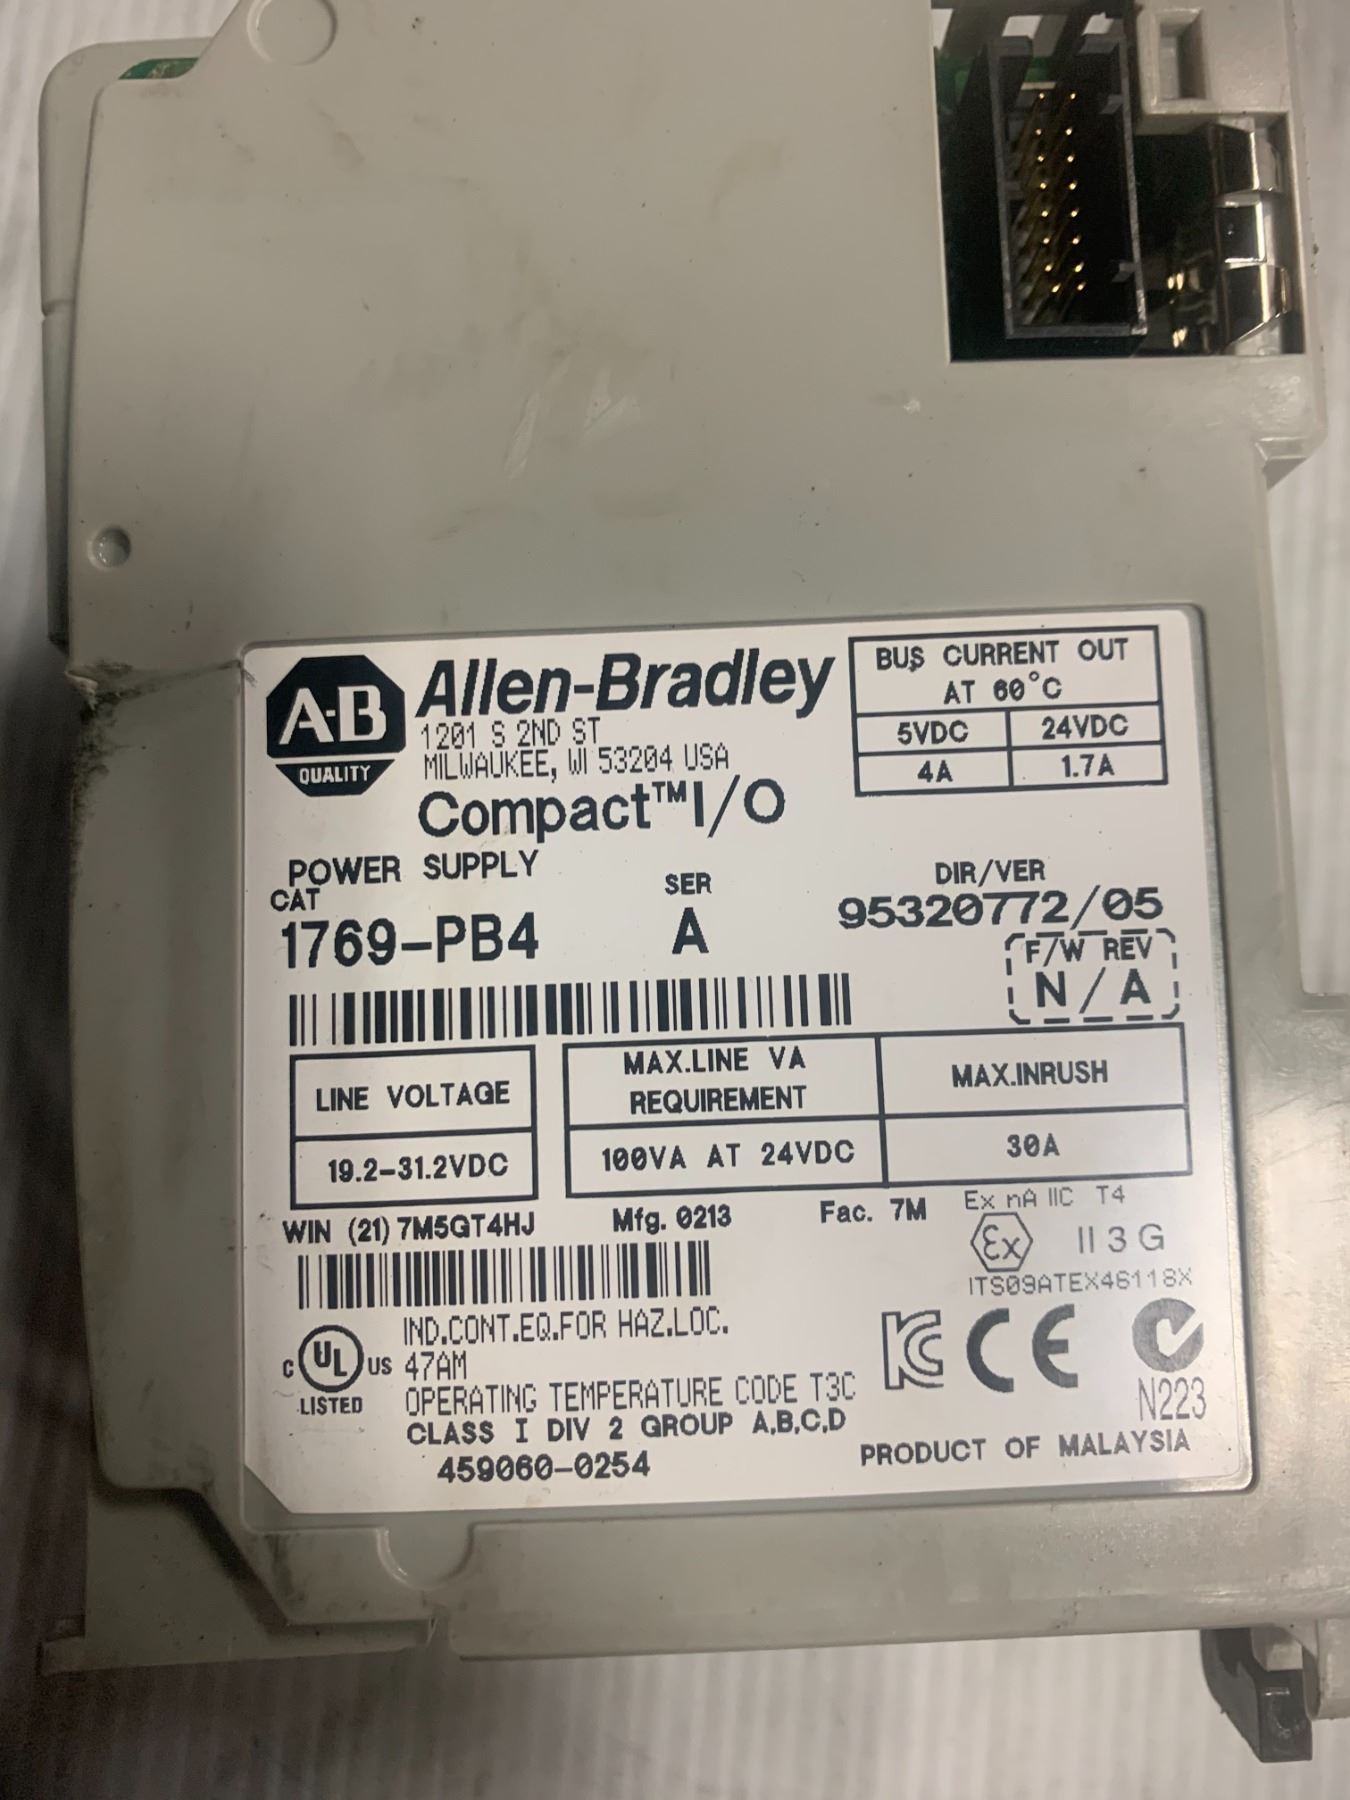 A-B
QUALITY
Allen-Bradley
1201 S 2ND ST
MILWAUKEE, WI 53204 USA
Compact™I/O
BUS CURRENT OUT
AT 60°C
5VDC 24VDC
4A 1.7A
POWER SUPPLY
CAT
1769-PB4
SER
A
DIR/VER
95320772/05
F/W REV
N/A
LINE VOLTAGE
19.2-31.2VDC
MAX.LINE VA
REQUIREMENT
100VA AT 24VDC
MAX.INRUSH
30A
WIN (21) 7M5GT4HJ Mfg. 0213 Fac. 7M
Ex nA IIC T4
Ex II 3 G
ITS09ATEX46118X
IND.CONT.EQ.FOR HAZ.LOC.
C UL US 47AM
LISTED
OPERATING TEMPERATURE CODE T3C
CLASS I DIV 2 GROUP A,B,C,D
459060-0254
KC CE
N223
PRODUCT OF MALAYSIA